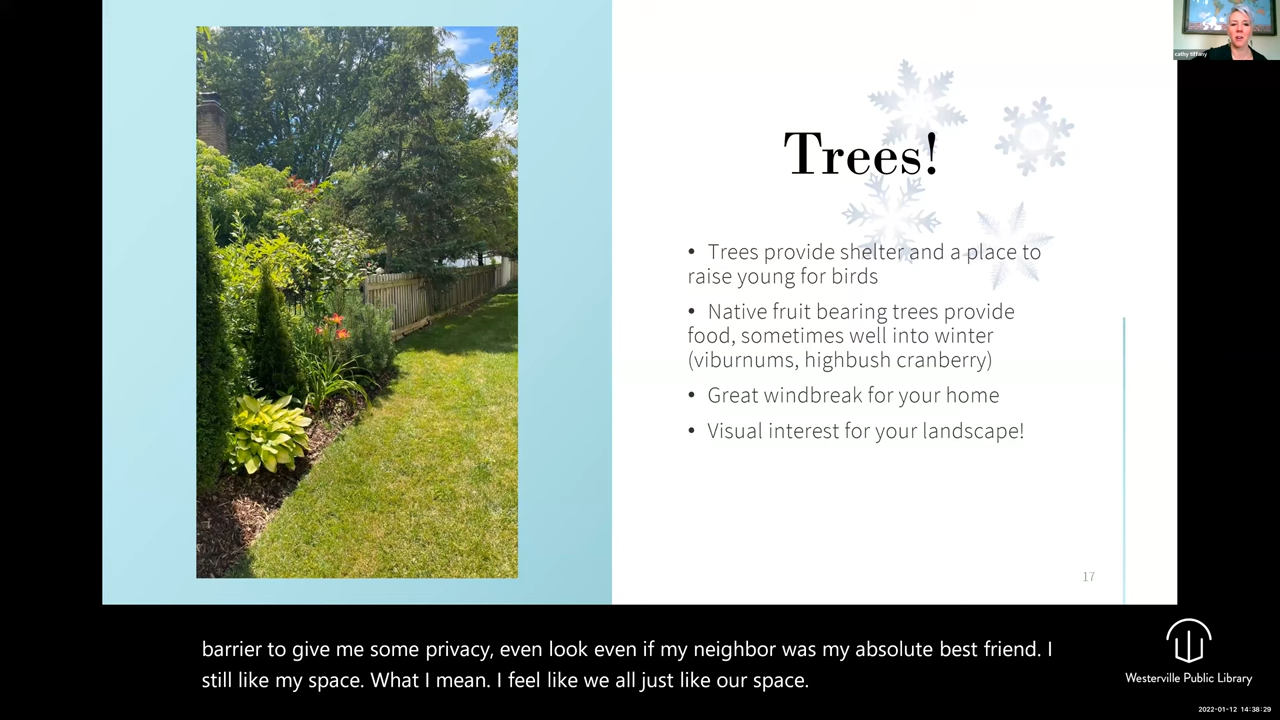 cathy tiffany
Trees!
• Trees provide shelter and a place to
raise young for birds
• Native fruit bearing trees provide
food, sometimes well into winter
(viburnums, highbush cranberry)
• Great windbreak for your home
• Visual interest for your landscape!
17
barrier to give me some privacy, even look even if my neighbor was my absolute best friend. I
still like my space. What I mean. I feel like we all just like our space.
Westerville Public Library
2022-01-12 14:38:29